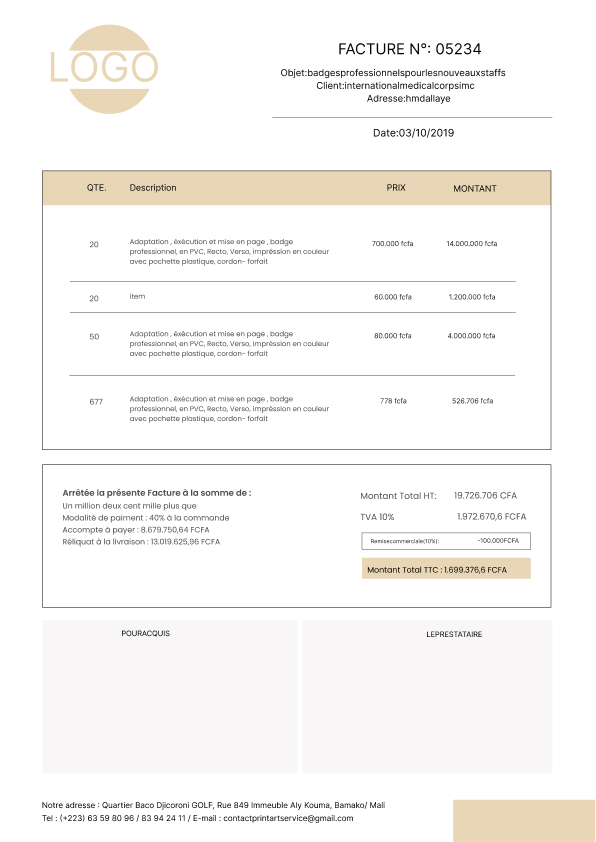 LOGO
FACTURE N°: 05234
Objet:badgesprofessionnelspourlesnouveauxstaffs
Client:internationalmedicalcorpsimc
Adresse:hmdallaye
Date:03/10/2019
QTE. Description PRIX MONTANT
20 Adaptation , éxécution et mise en page , badge 700.000 fcfa 14.000.000 fcfa
professionnel, en PVC, Recto, Verso, impréssion en couleur
avec pochette plastique, cordon- forfait
20 item 60.000 fcfa 1.200.000 fcfa
50 Adaptation , éxécution et mise en page , badge 80.000 fcfa 4.000.000 fcfa
professionnel, en PVC, Recto, Verso, impréssion en couleur
avec pochette plastique, cordon- forfait
677 Adaptation , éxécution et mise en page , badge 778 fcfa 526.706 fcfa
professionnel, en PVC, Recto, Verso, impréssion en couleur
avec pochette plastique, cordon- forfait
Arrêtée la présente Facture à la somme de :
Un million deux cent mille plus que
Modalité de paiment : 40% à la commande
Accompte à payer : 8.679.750,64 FCFA
Réliquat à la livraison : 13.019.625,96 FCFA
Montant Total HT: 19.726.706 CFA
TVA 10% 1.972.670,6 FCFA
Remisecommerciale(10%): -100.000FCFA
Montant Total TTC : 1.699.376,6 FCFA
POURACQUIS
LEPRESTATAIRE
Notre adresse : Quartier Baco Djicoroni GOLF, Rue 849 Immeuble Aly Kouma, Bamako/ Mali
Tel : (+223) 63 59 80 96 / 83 94 24 11 / E-mail : contactprintartservice@gmail.com